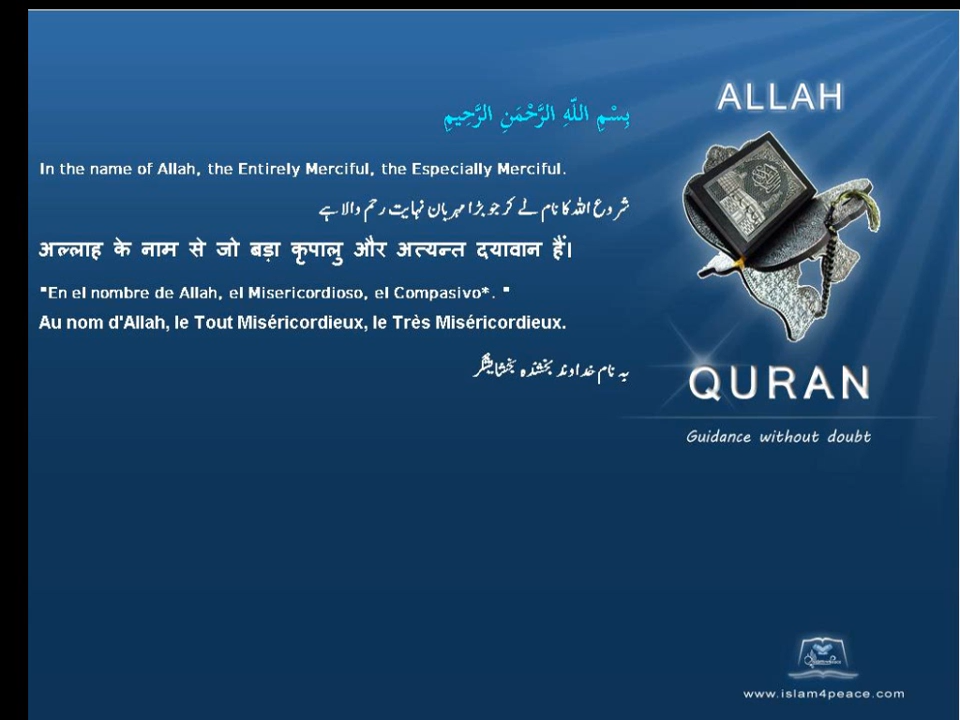 بِسْمِ اللَّهِ الرَّحْمَنِ الرَّحِيمِ
In the name of Allah, the Entirely Merciful, the Especially Merciful.
شروع الله کا نام لے کر جو بڑا مہربان نہایت رحم والا ہے
अल्लाह के नाम से जो बड़ा कृपालु और अत्यन्त दयावान हैं।
"En el nombre de Allah, el Misericordioso, el Compasivo*. "
Au nom d'Allah, le Tout Miséricordieux, le Très Miséricordieux.
به نام خداوند بخشنده بخشایشگر
ALLAH
QURAN
Guidance without doubt
www.islam4peace.com